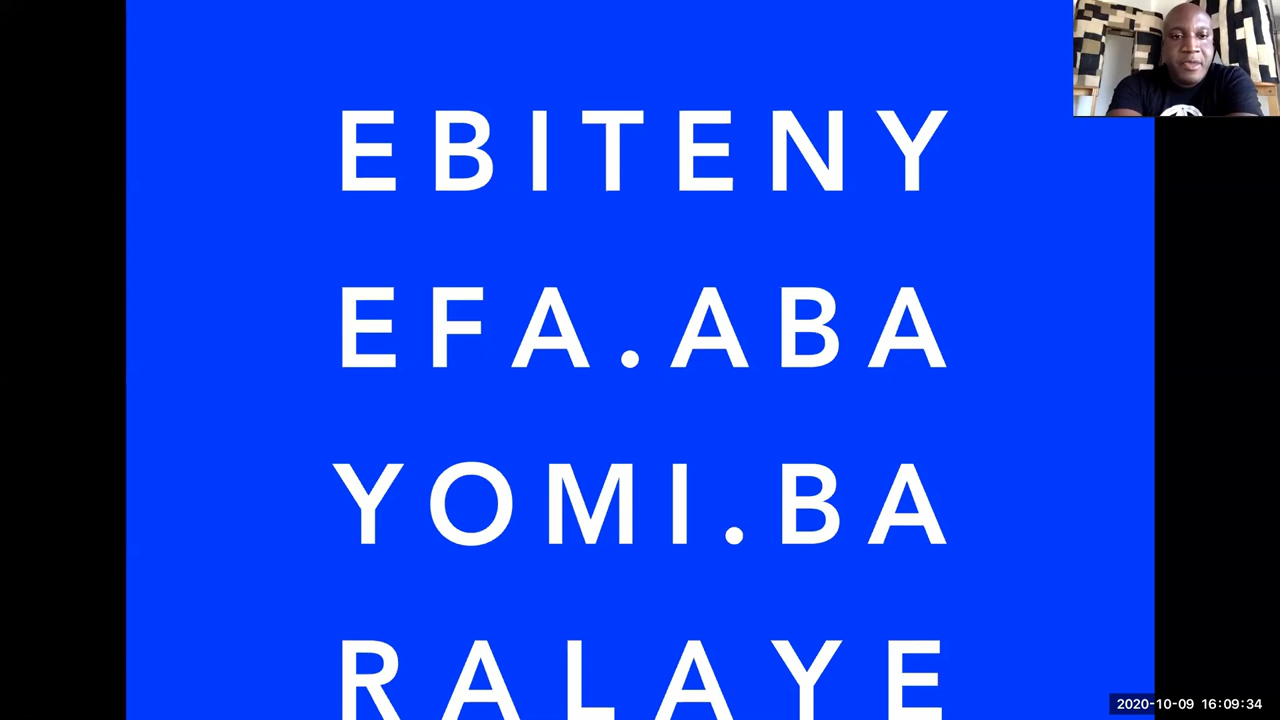 EBITENY
EFA.ABA
YOMI.BA
RALAYE
2020-10-09 16:09:34